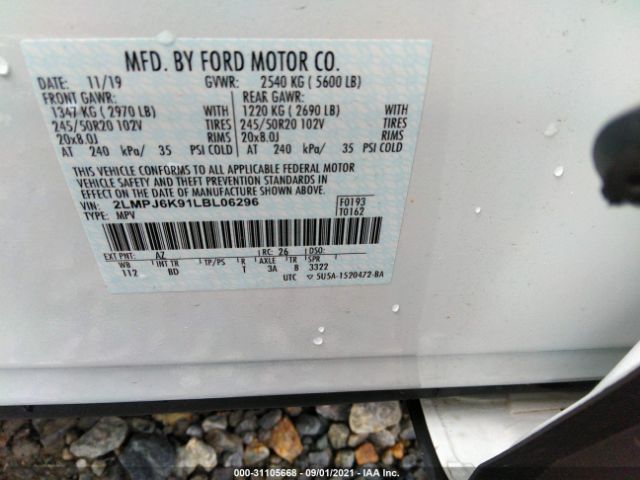 MFD. BY FORD MOTOR CO.
DATE: 11/19 GVWR: 2540 KG ( 5600 LB)
FRONT GAWR: REAR GAWR:
1347 KG ( 2970 LB) WITH 1220 KG ( 2690 LB) WITH
245/50R20 102V TIRES 245/50R20 102V TIRES
20x8.0J RIMS 20x8.0J RIMS
AT 240 kPa/ 35 PSI COLD AT 240 kPa/ 35 PSI COLD
THIS VEHICLE CONFORMS TO ALL APPLICABLE FEDERAL MOTOR
VEHICLE SAFETY AND THEFT PREVENTION STANDARDS IN
EFFECT ON THE DATE OF MANUFACTURE SHOWN ABOVE.
VIN: 2LMPJ6K91LBL06296 F0193
TYPE: MPV T0162
EXT PNT: AZ RC: 26 DSO:
WB INT TR TP/PS R AXLE TR SPR
112 BD T 3A B 3322
UTC 5U5A-1520472-BA
000-31105668 - 09/01/2021 - IAA Inc.